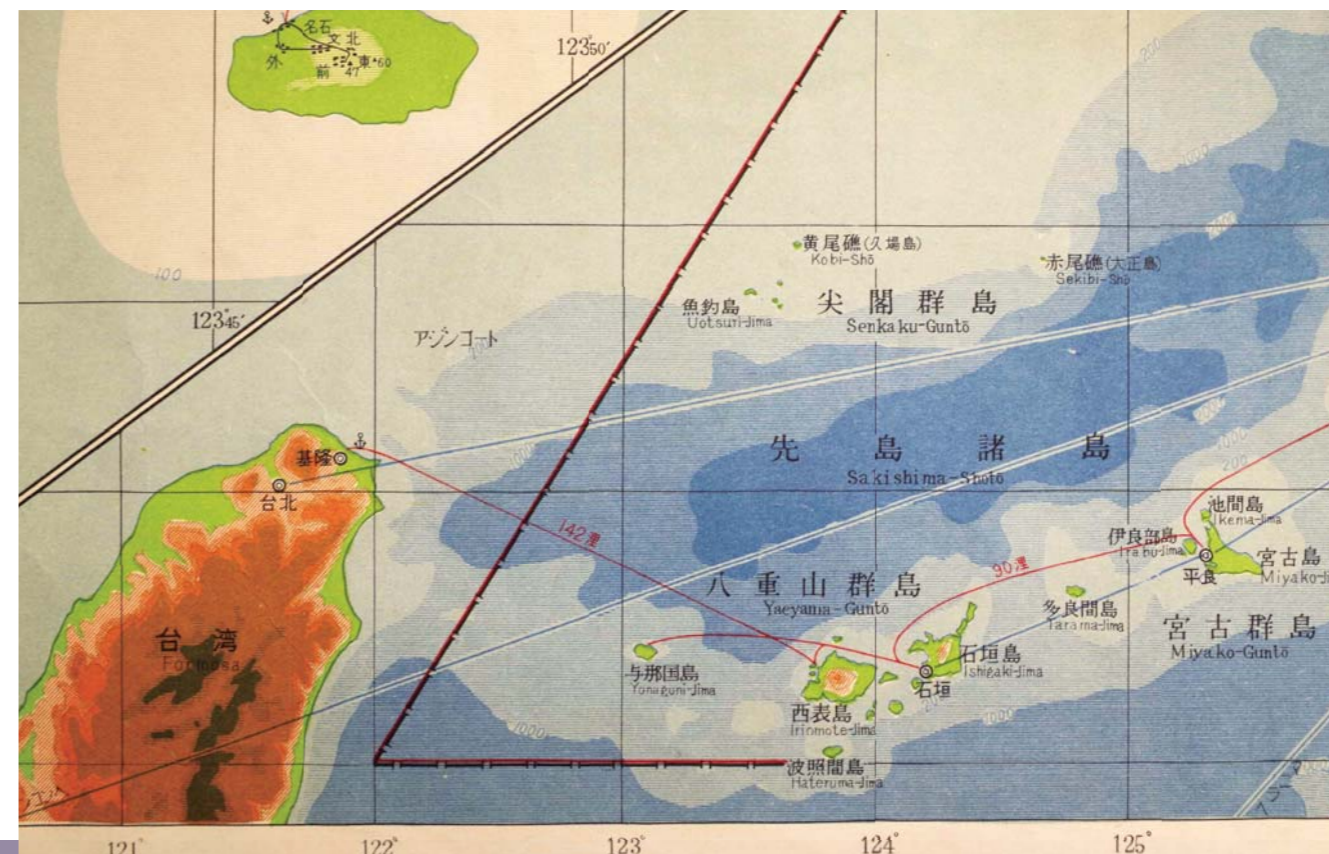 名石
文 北
外
前 47
東 • 60
123°50′
200
100
123°45′
アジンコート
黄尾礁(久場島)
Kobi-Shō
赤尾礁(大正島)
Sekibi-Shō
魚釣島
Uotsuri-Jima
尖閣群島
Senkaku-Guntō
基隆
台北
先島諸島
Sakishima-Shotō
200
1000
142浬
90浬
池間島
Ikema-Jima
伊良部島
Irabu-Jima
平良
宮古島
Miyako-Ji
八重山群島
Yaeyama-Guntō
多良間島
Tarama-Jima
宮古群島
Miyako-Guntō
台湾
Formosa
与那国島
Yonaguni-Jima
石垣島
Ishigaki-Jima
石垣
西表島
Irinmote-Jima
1000
1000
波照間島
Hateruma-Jima
121°
122°
123°
124°
125°